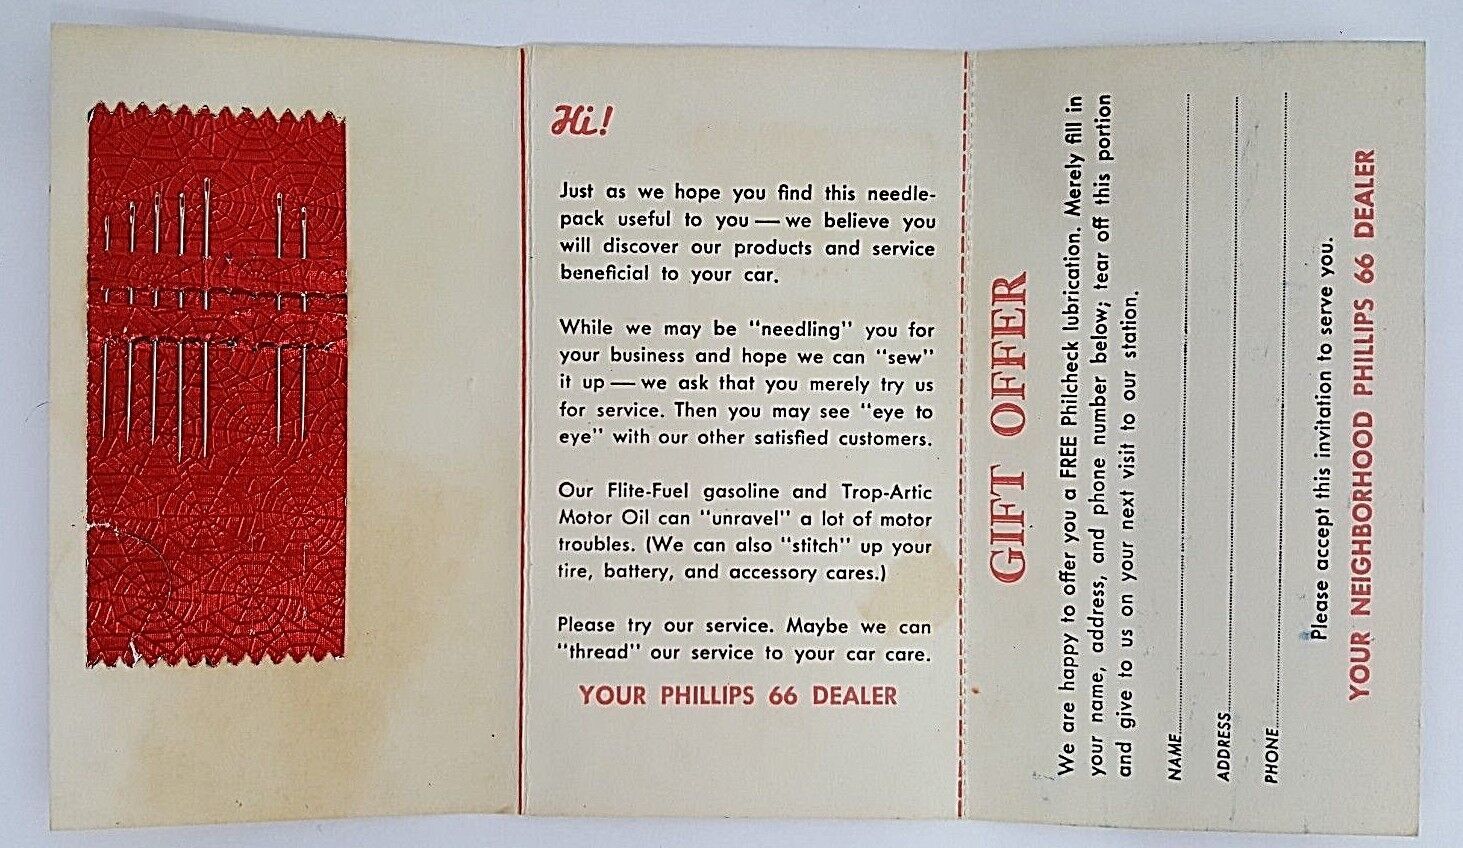 Hi!
Just as we hope you find this needle-
pack useful to you — we believe you
will discover our products and service
beneficial to your car.
While we may be "needling" you for
your business and hope we can "sew"
it up — we ask that you merely try us
for service. Then you may see "eye to
eye" with our other satisfied customers.
Our Flite-Fuel gasoline and Trop-Artic
Motor Oil can "unravel" a lot of motor
troubles. (We can also "stitch" up your
tire, battery, and accessory cares.)
Please try our service. Maybe we can
"thread" our service to your car care.
YOUR PHILLIPS 66 DEALER
GIFT OFFER
We are happy to offer you a FREE Philcheck lubrication. Merely fill in
your name, address, and phone number below; tear off this portion
and give to us on your next visit to our station.
NAME
ADDRESS
PHONE
Please accept this invitation to serve you.
YOUR NEIGHBORHOOD PHILLIPS 66 DEALER